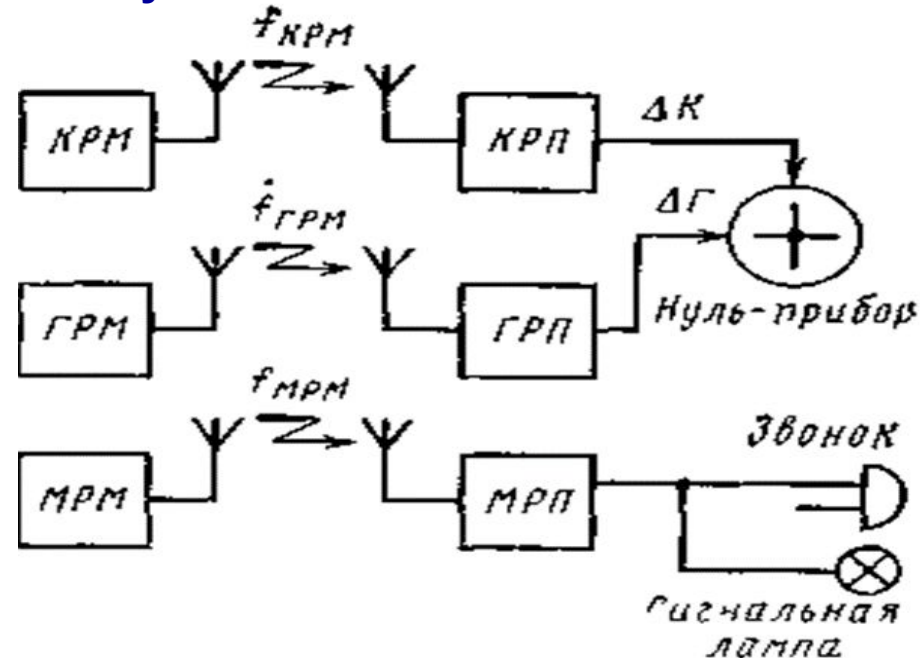 fКРМ
КРМ
КРП
ΔК
fГРМ
ΔГ
ГРМ
ГРП
Нуль-прибор
fМРМ
Звонок
МРМ
МРП
Сигнальная
лампа